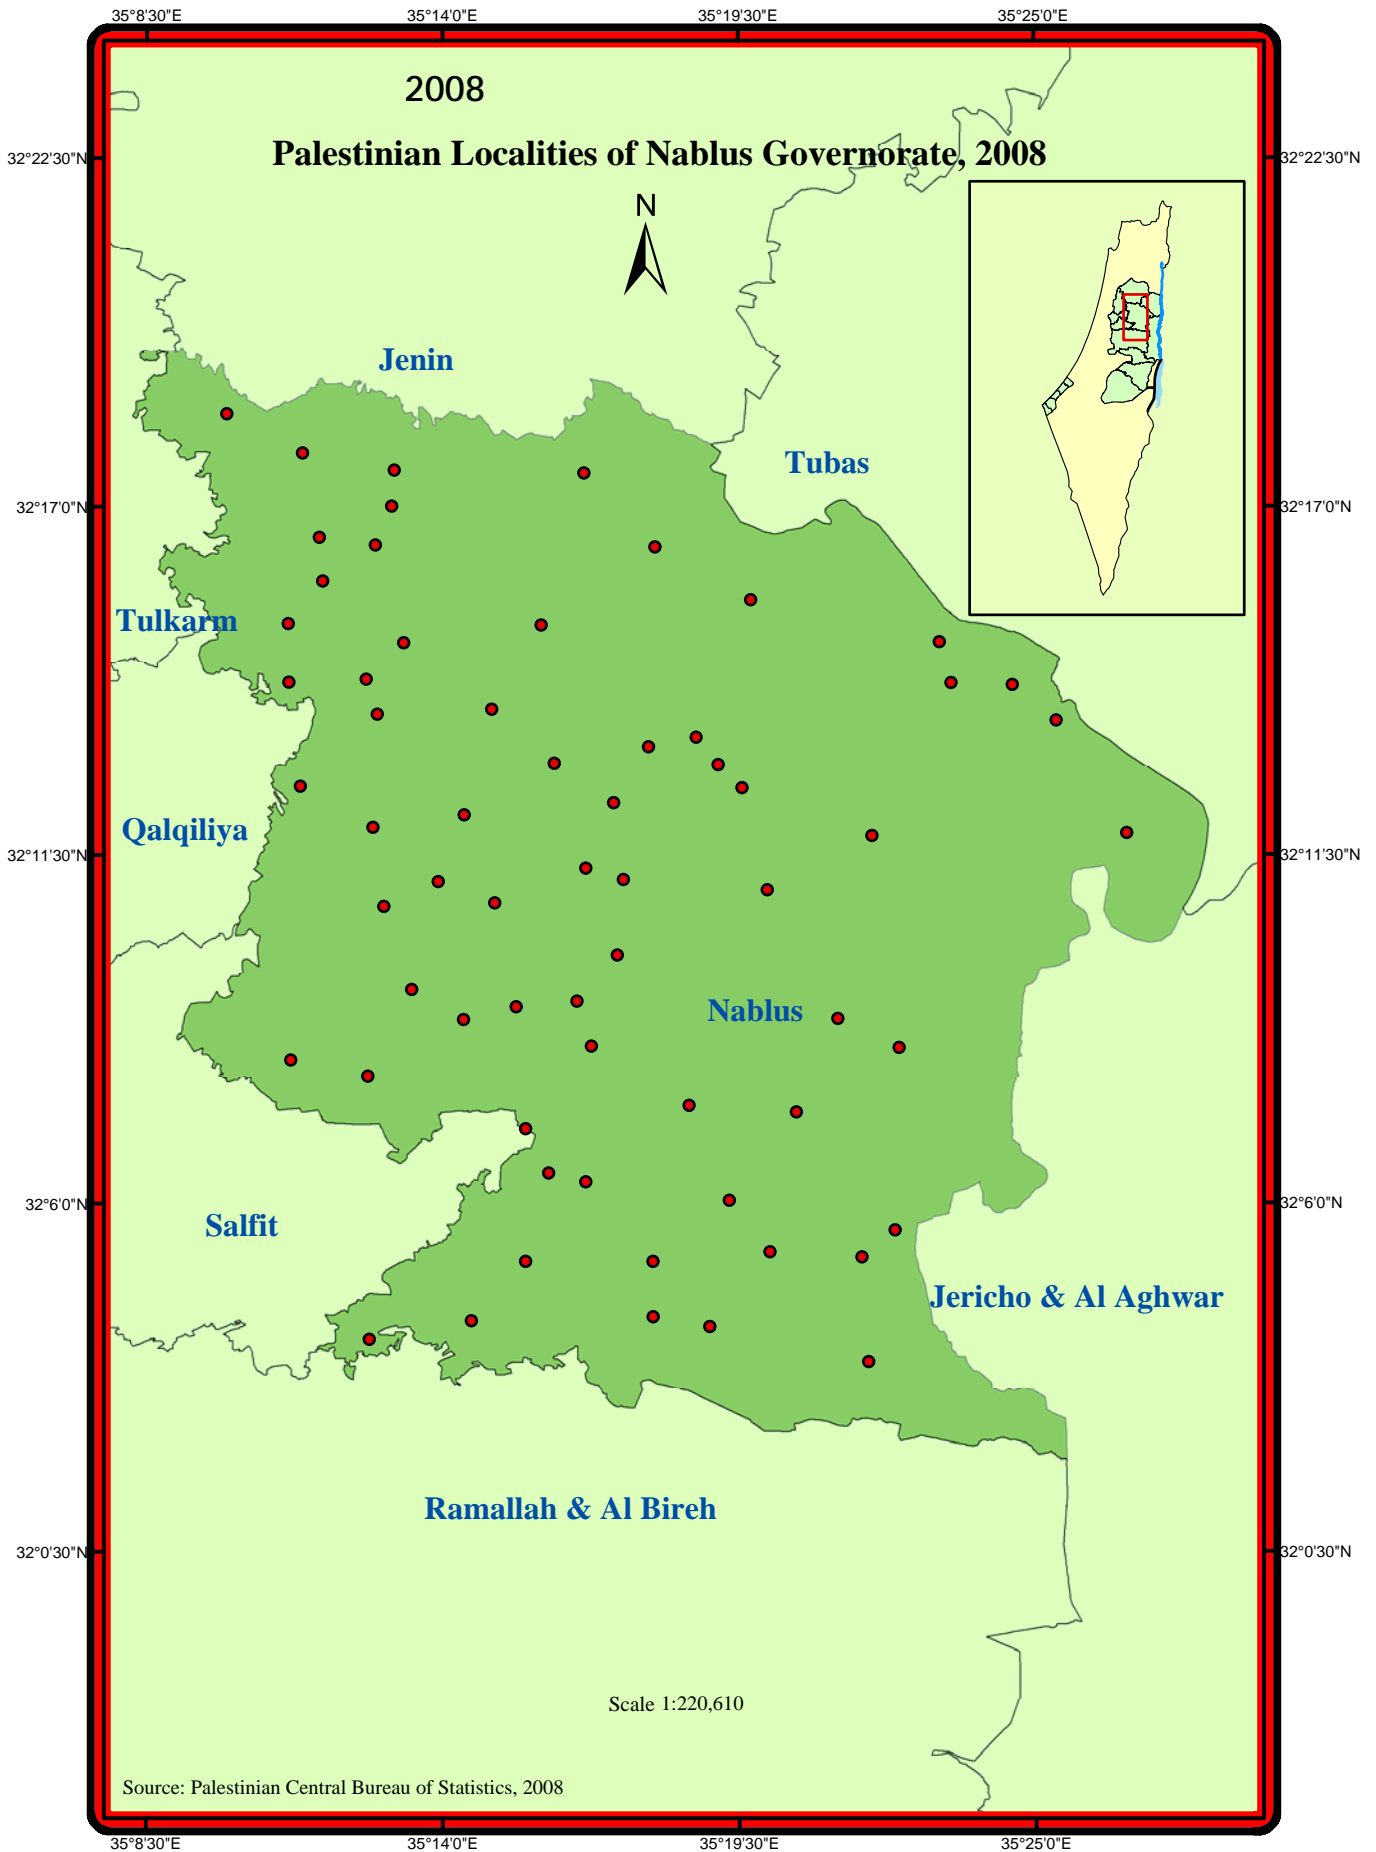 35°8'30"E 35°14'0"E 35°19'30"E 35°25'0"E
2008
Palestinian Localities of Nablus Governorate, 2008
32°22'30"N 32°22'30"N
N
Jenin
Tubas
32°17'0"N 32°17'0"N
Tulkarm
Qalqiliya
32°11'30"N 32°11'30"N
Nablus
32°6'0"N 32°6'0"N
Salfit
Jericho & Al Aghwar
Ramallah & Al Bireh
32°0'30"N 32°0'30"N
Scale 1:220,610
Source: Palestinian Central Bureau of Statistics, 2008
35°8'30"E 35°14'0"E 35°19'30"E 35°25'0"E